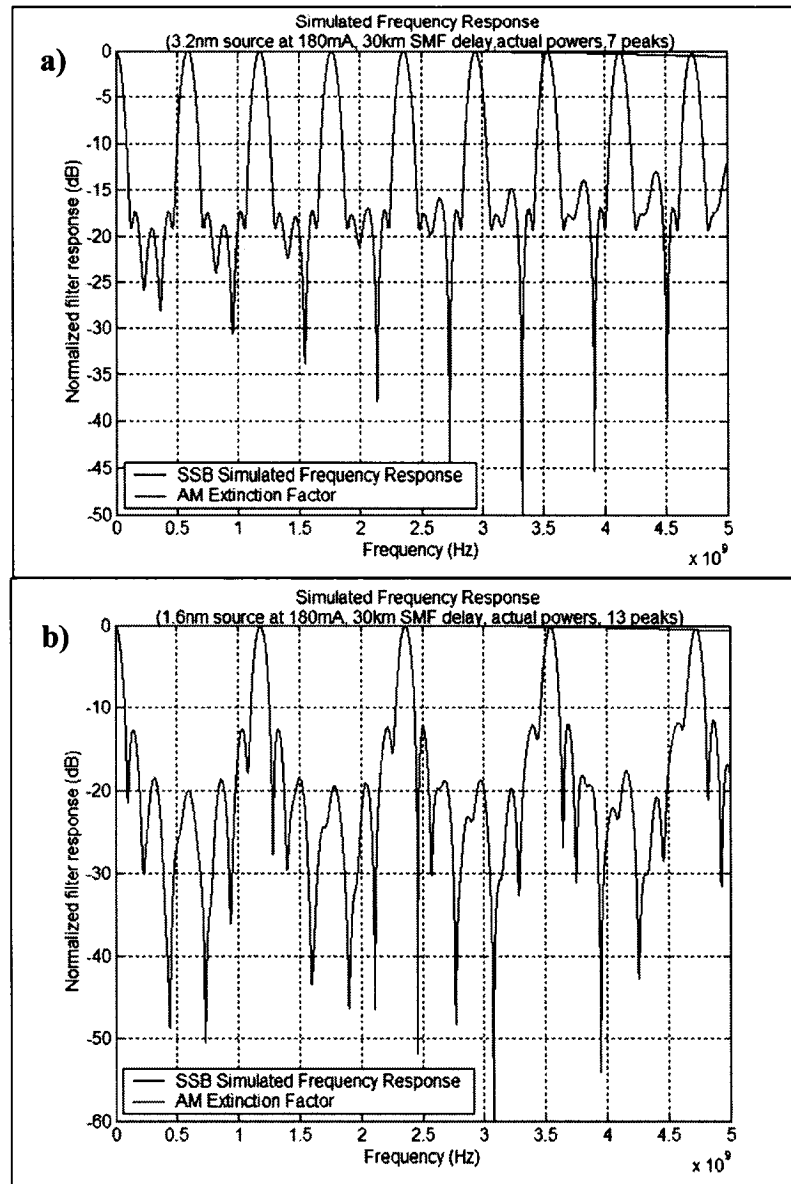 a)
Simulated Frequency Response
(3.2nm source at 180mA, 30km SMF delay,actual powers,7 peaks)
Normalized filter response (dB)
0
-5
-10
-15
-20
-25
-30
-35
-40
-45
-50
SSB Simulated Frequency Response
AM Extinction Factor
0 0.5 1 1.5 2 2.5 3 3.5 4 4.5 5
Frequency (Hz)
x 10^9
b)
Simulated Frequency Response
(1.6nm source at 180mA, 30km SMF delay, actual powers, 13 peaks)
Normalized filter response (dB)
0
-10
-20
-30
-40
-50
-60
SSB Simulated Frequency Response
AM Extinction Factor
0 0.5 1 1.5 2 2.5 3 3.5 4 4.5 5
Frequency (Hz)
x 10^9